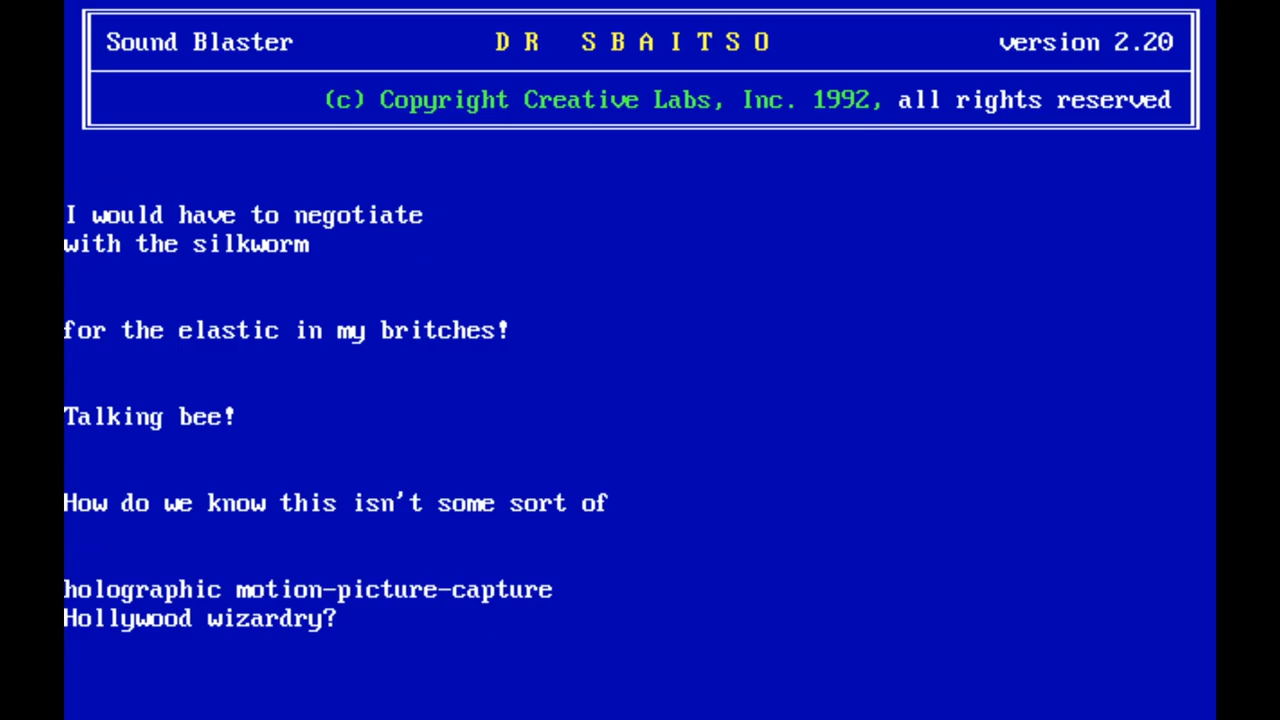 Sound Blaster D R S B A I T S O version 2.20
(c) Copyright Creative Labs, Inc. 1992, all rights reserved
I would have to negotiate
with the silkworm
for the elastic in my britches!
Talking bee!
How do we know this isn't some sort of
holographic motion-picture-capture
Hollywood wizardry?